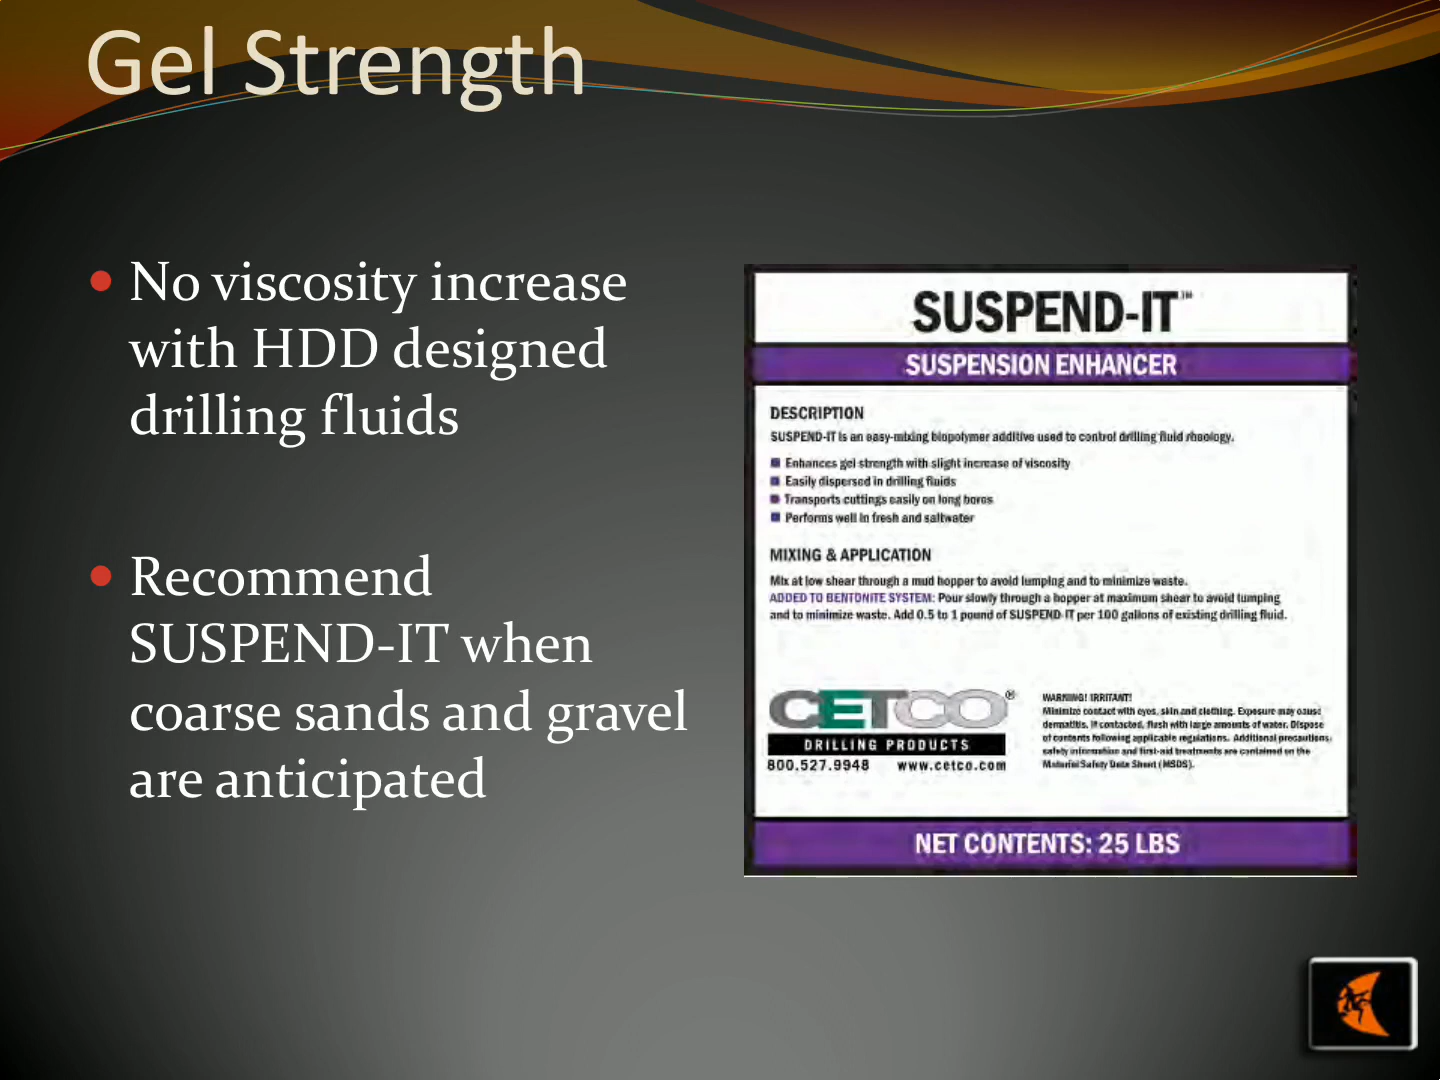 Gel Strength
No viscosity increase
with HDD designed
drilling fluids
Recommend
SUSPEND-IT when
coarse sands and gravel
are anticipated
SUSPEND-IT™
SUSPENSION ENHANCER
DESCRIPTION
SUSPEND-IT is an easy-mixing biopolymer additive used to control drilling fluid rheology.
Enhances gel strength with slight increase of viscosity
Easily dispersed in drilling fluids
Transports cuttings easily on long bores
Performs well in fresh and saltwater
MIXING & APPLICATION
Mix at low shear through a mud hopper to avoid lumping and to minimize waste.
ADDED TO BENTONITE SYSTEM: Pour slowly through a hopper at maximum shear to avoid lumping
and to minimize waste. Add 0.5 to 1 pound of SUSPEND-IT per 100 gallons of existing drilling fluid.
CETCO®
DRILLING PRODUCTS
800.527.9948 www.cetco.com
WARNING! IRRITANT!
Minimize contact with eyes, skin and clothing. Exposure may cause
dermatitis. If contacted, flush with large amounts of water. Dispose
of contents following applicable regulations. Additional precautions,
safety information and first-aid treatments are contained on the
Material Safety Data Sheet (MSDS).
NET CONTENTS: 25 LBS